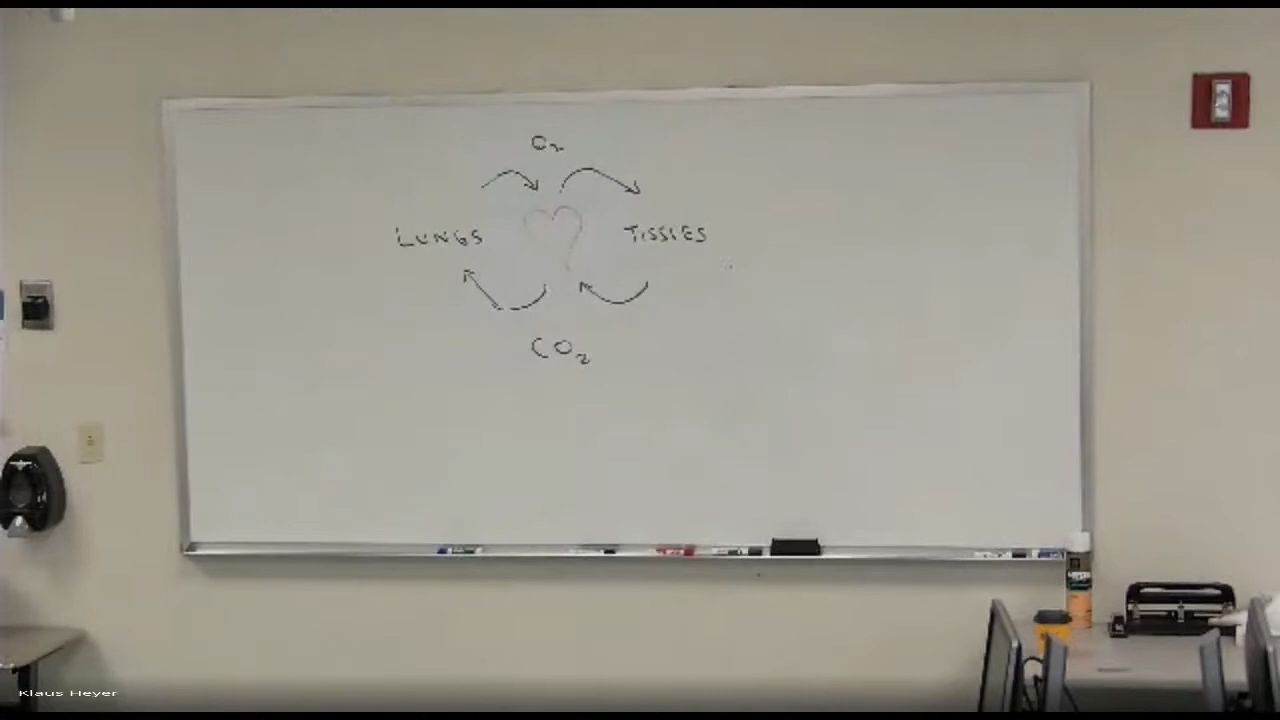 O₂
LUNGS TISSIES
CO₂
Klaus Heyer